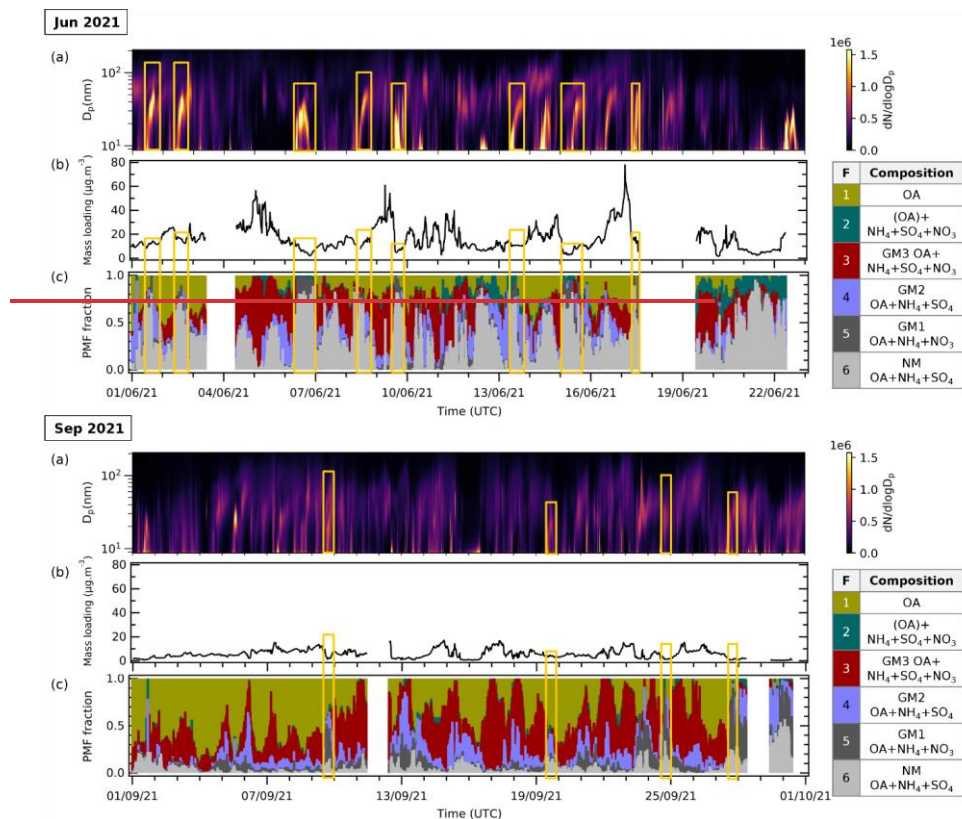 Jun 2021
(a)
10²
10¹
Dₚ(nm)
1e6
1.5
1.0
0.5
0.0
dN/dlogDₚ
(b)
80
60
40
20
0
Mass loading (μg.m⁻³)
(c)
1.0
0.5
0.0
PMF fraction
01/06/21 04/06/21 07/06/21 10/06/21 13/06/21 16/06/21 19/06/21 22/06/21
Time (UTC)
F Composition
1 OA
2 (OA)+
NH₄+SO₄+NO₃
3 GM3 OA+
NH₄+SO₄+NO₃
4 GM2
OA+NH₄+SO₄
5 GM1
OA+NH₄+NO₃
6 NM
OA+NH₄+SO₄
Sep 2021
(a)
10²
10¹
Dₚ(nm)
1e6
1.5
1.0
0.5
0.0
dN/dlogDₚ
(b)
80
60
40
20
0
Mass loading (μg.m⁻³)
(c)
1.0
0.5
0.0
PMF fraction
01/09/21 07/09/21 13/09/21 19/09/21 25/09/21 01/10/21
Time (UTC)
F Composition
1 OA
2 (OA)+
NH₄+SO₄+NO₃
3 GM3 OA+
NH₄+SO₄+NO₃
4 GM2
OA+NH₄+SO₄
5 GM1
OA+NH₄+NO₃
6 NM
OA+NH₄+SO₄